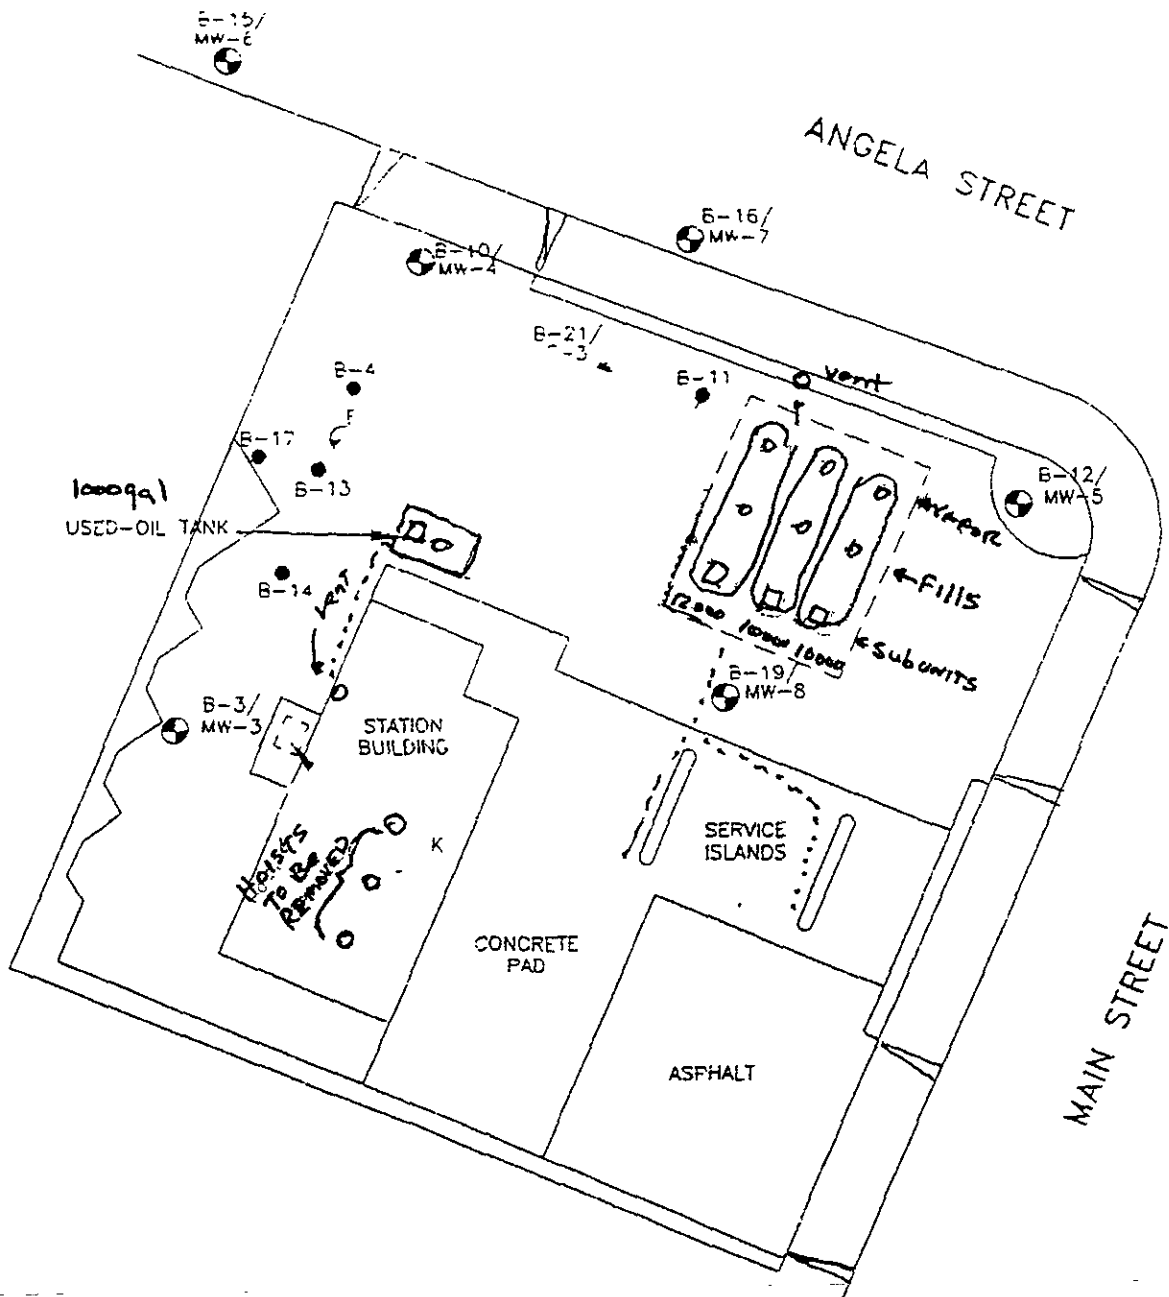 B-15/
MW-6
ANGELA STREET
B-16/
MW-7
B-10/
MW-4
B-21/
B-4
B-11
vent
B-17
B-13
1000gal
USED-OIL TANK
B-12/
MW-5
VAPOR
←Fills
B-14
vent
12000 10000 10000
←Subunits
B-19/
MW-8
B-3/
MW-3
STATION
BUILDING
HOISTS
TO BE
REMOVED
K
SERVICE
ISLANDS
CONCRETE
PAD
ASPHALT
MAIN STREET